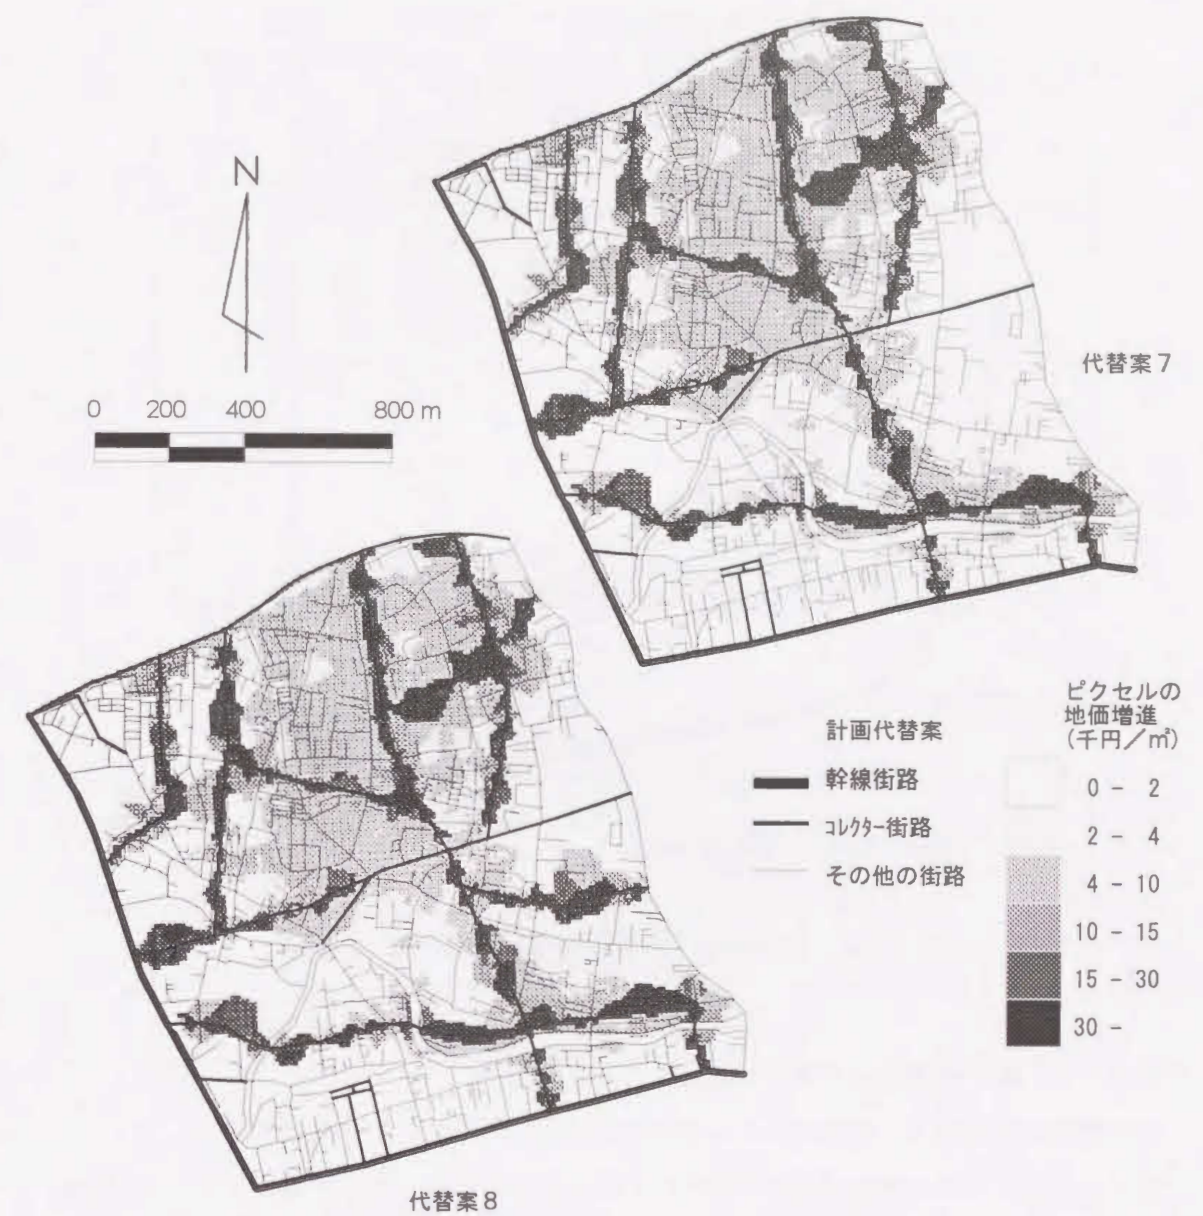 N
0 200 400 800 m
代替案7
計画代替案
幹線街路
コレクター街路
その他の街路
ピクセルの
地価増進
(千円/㎡)
0 - 2
2 - 4
4 - 10
10 - 15
15 - 30
30 -
代替案8